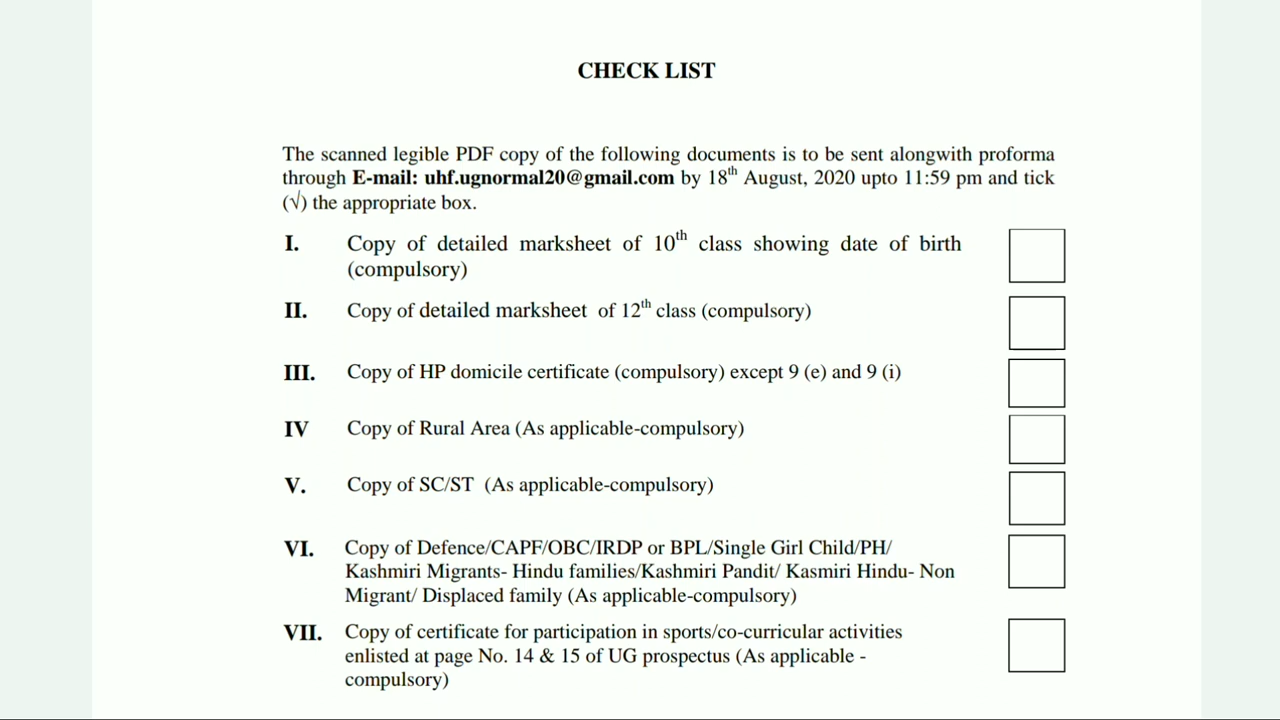 CHECK LIST
The scanned legible PDF copy of the following documents is to be sent alongwith proforma
through E-mail: uhf.ugnormal20@gmail.com by 18th August, 2020 upto 11:59 pm and tick
(√) the appropriate box.
I. Copy of detailed marksheet of 10th class showing date of birth
(compulsory)
II. Copy of detailed marksheet of 12th class (compulsory)
III. Copy of HP domicile certificate (compulsory) except 9 (e) and 9 (i)
IV Copy of Rural Area (As applicable-compulsory)
V. Copy of SC/ST (As applicable-compulsory)
VI. Copy of Defence/CAPF/OBC/IRDP or BPL/Single Girl Child/PH/
Kashmiri Migrants- Hindu families/Kashmiri Pandit/ Kasmiri Hindu- Non
Migrant/ Displaced family (As applicable-compulsory)
VII. Copy of certificate for participation in sports/co-curricular activities
enlisted at page No. 14 & 15 of UG prospectus (As applicable -
compulsory)